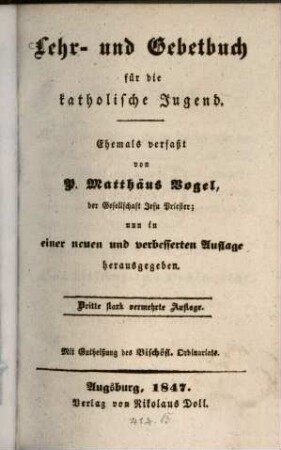 Lehr- und Gebetbuch
für die
katholische Jugend.
Ehemals verfaßt
von
P. Matthäus Vogel,
der Gesellschaft Jesu Priester;
nun in
einer neuen und verbesserten Auflage
herausgegeben.
Dritte stark vermehrte Auflage.
Mit Gutheißung des Bischöfl. Ordinariats.
Augsburg, 1847.
Verlag von Nikolaus Doll.